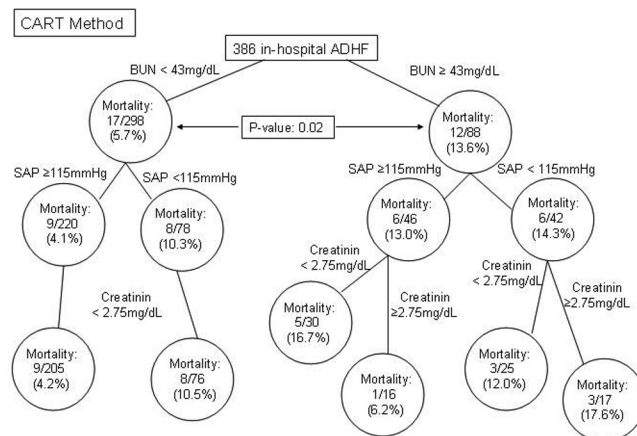 CART Method
386 in-hospital ADHF
BUN < 43mg/dL
BUN ≥ 43mg/dL
Mortality:
17/298
(5.7%)
P-value: 0.02
Mortality:
12/88
(13.6%)
SAP ≥115mmHg
SAP <115mmHg
SAP ≥115mmHg
SAP < 115mmHg
Mortality:
9/220
(4.1%)
Mortality:
8/78
(10.3%)
Mortality:
6/46
(13.0%)
Mortality:
6/42
(14.3%)
Creatinin
< 2.75mg/dL
Creatinin
< 2.75mg/dL
Creatinin
≥2.75mg/dL
Creatinin
< 2.75mg/dL
Creatinin
≥2.75mg/dL
Mortality:
9/205
(4.2%)
Mortality:
8/76
(10.5%)
Mortality:
5/30
(16.7%)
Mortality:
1/16
(6.2%)
Mortality:
3/25
(12.0%)
Mortality:
3/17
(17.6%)